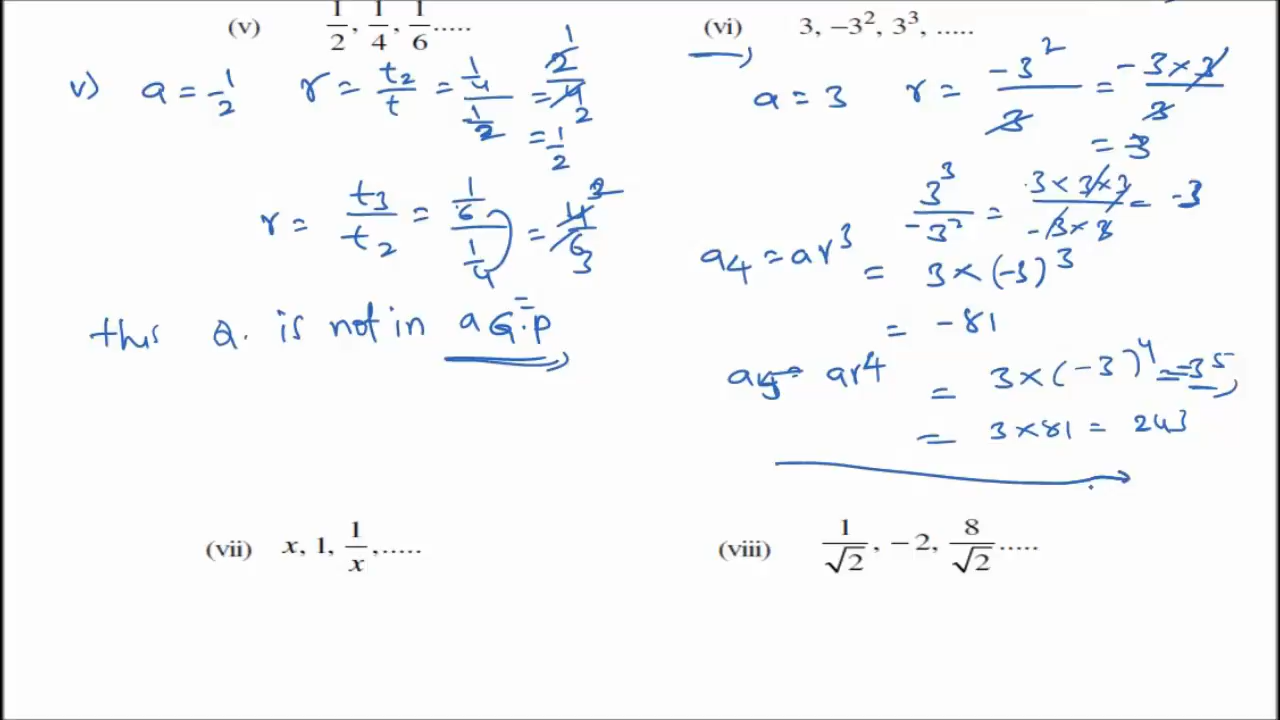 (v) 1/2, 1/4, 1/6.....
v) a = 1/2 r = t2/t = (1/4)/(1/2) = 2/4 = 1/2
r = t3/t2 = (1/6)/(1/4) = 4/6
this Q. is not in a G.P
(vi) 3, −3², 3³, .....
a = 3 r = −3²/3 = −3×3/3
= −3
3³/−3² = 3×3×3/−3×3 = −3
a4 = ar³
= 3×(−3)³
= −81
a5 = ar⁴ = 3×(−3)⁴ = −3⁵
= 3×81 = 243
(vii) x, 1, 1/x,.....
(viii) 1/√2, −2, 8/√2.....